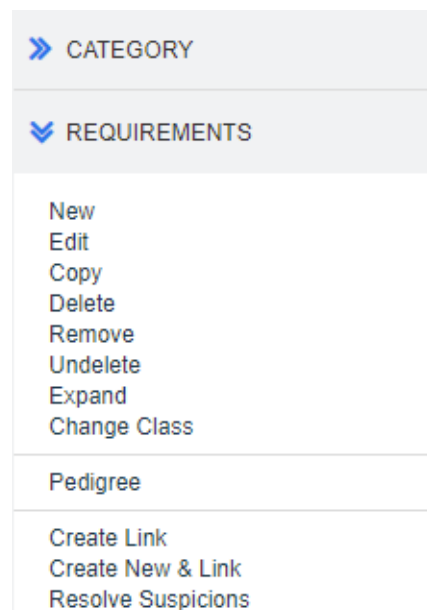 CATEGORY
REQUIREMENTS
New
Edit
Copy
Delete
Remove
Undelete
Expand
Change Class
Pedigree
Create Link
Create New & Link
Resolve Suspicions